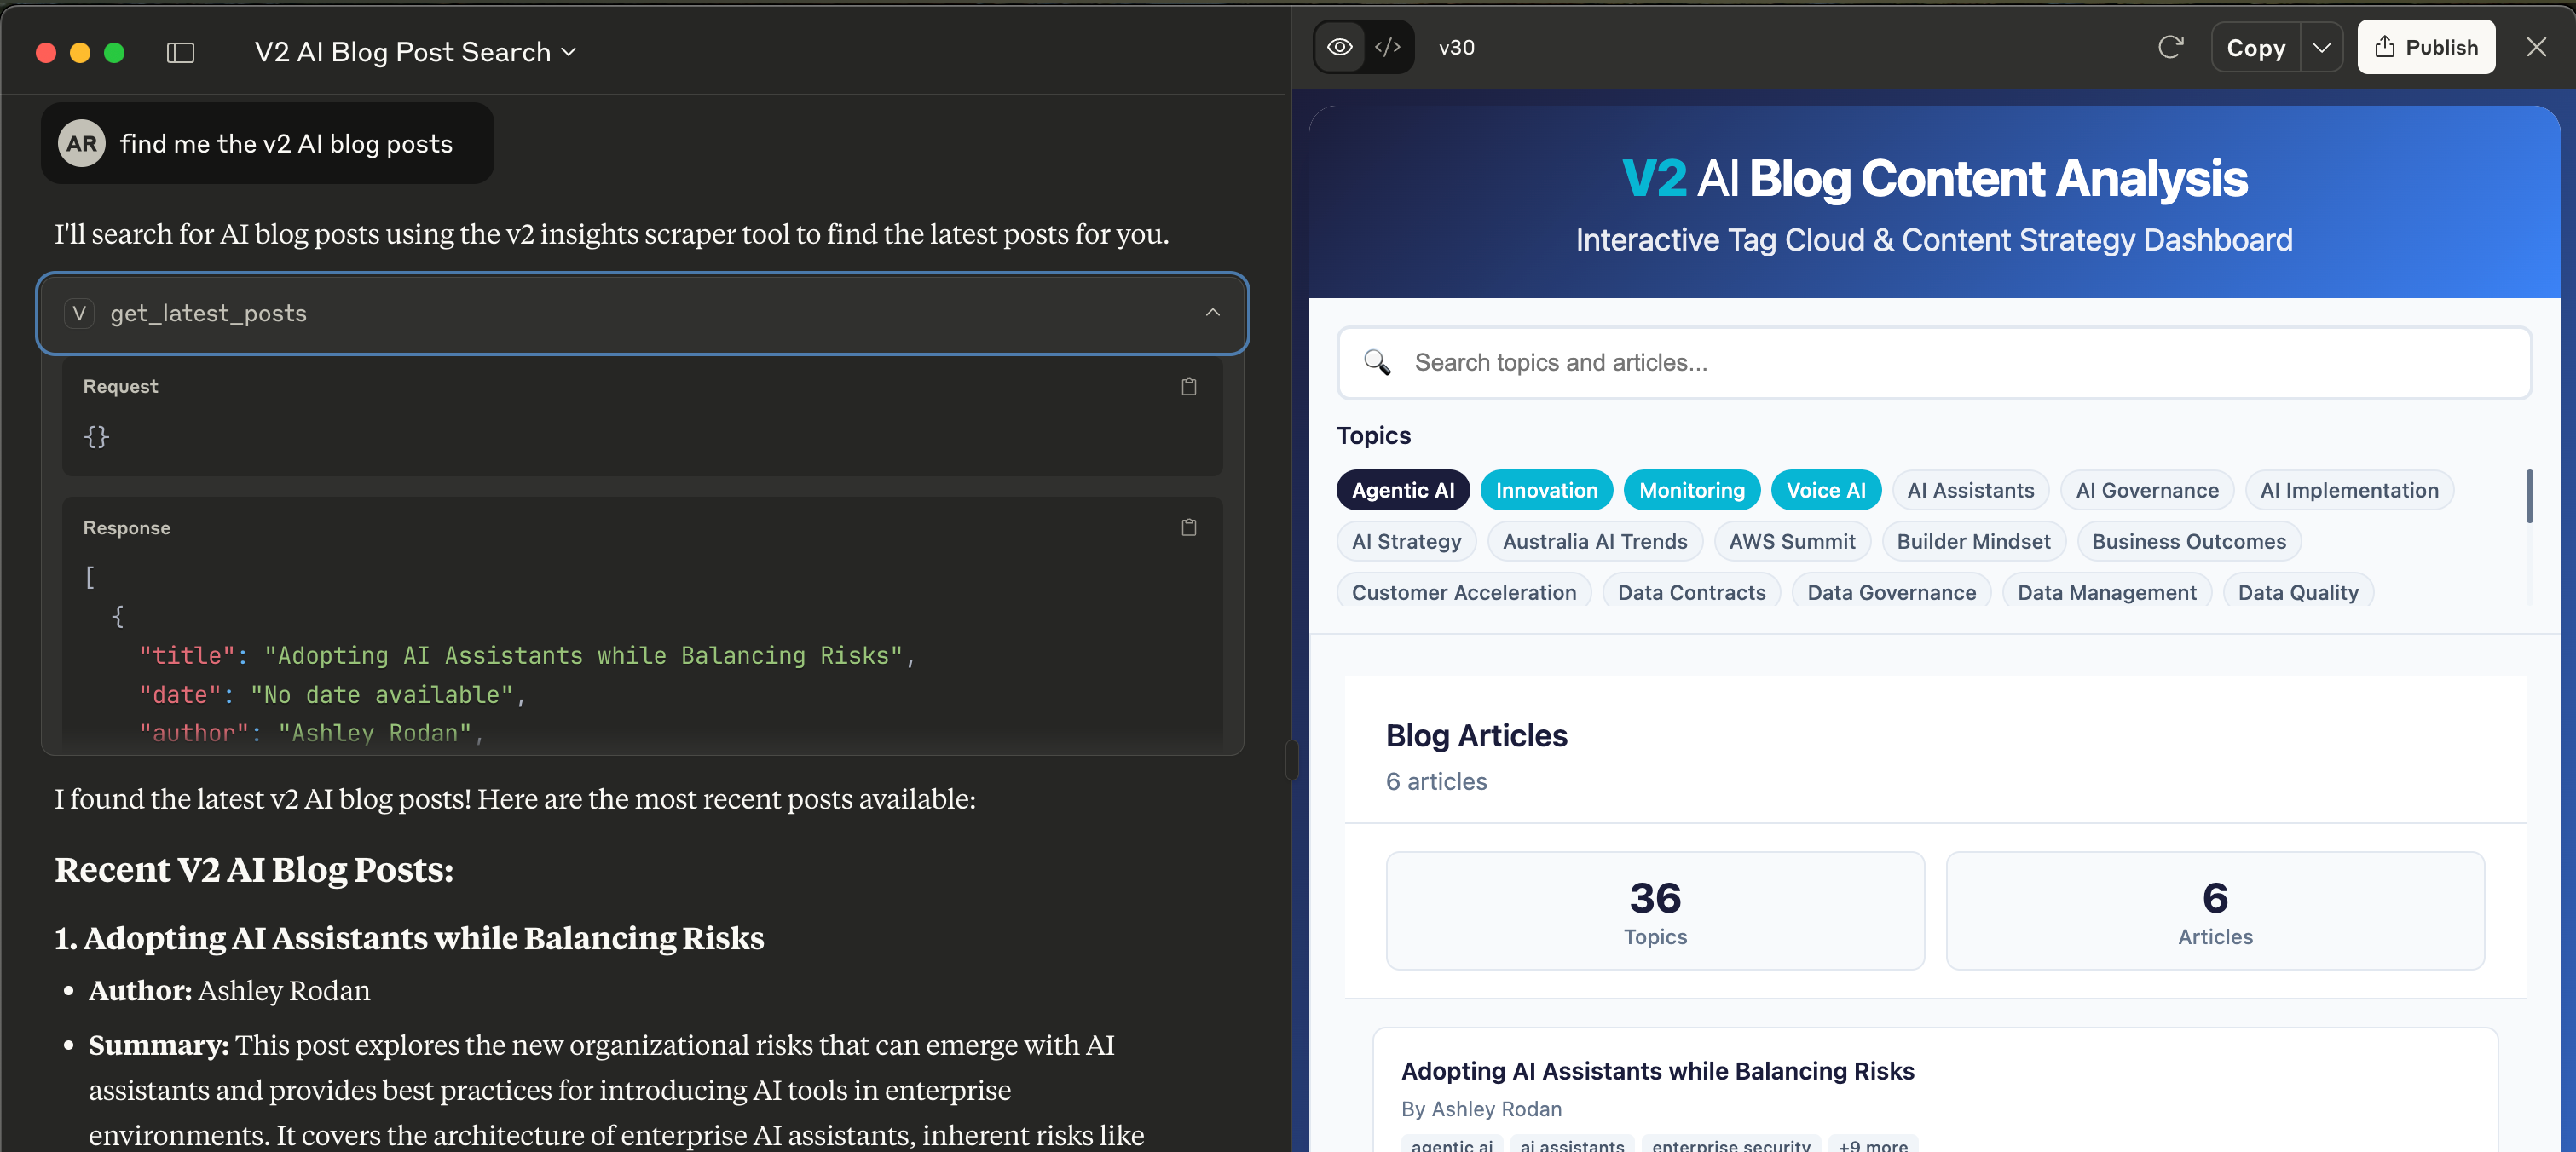 V2 AI Blog Post Search
AR find me the v2 AI blog posts
I'll search for AI blog posts using the v2 insights scraper tool to find the latest posts for you.
V get_latest_posts
Request
{}
Response
[
{
"title": "Adopting AI Assistants while Balancing Risks",
"date": "No date available",
"author": "Ashley Rodan",
I found the latest v2 AI blog posts! Here are the most recent posts available:
Recent V2 AI Blog Posts:
1. Adopting AI Assistants while Balancing Risks
• Author: Ashley Rodan
• Summary: This post explores the new organizational risks that can emerge with AI
assistants and provides best practices for introducing AI tools in enterprise
environments. It covers the architecture of enterprise AI assistants, inherent risks like
v30
Copy
Publish
V2 AI Blog Content Analysis
Interactive Tag Cloud & Content Strategy Dashboard
Search topics and articles...
Topics
Agentic AI Innovation Monitoring Voice AI AI Assistants AI Governance AI Implementation
AI Strategy Australia AI Trends AWS Summit Builder Mindset Business Outcomes
Customer Acceleration Data Contracts Data Governance Data Management Data Quality
Blog Articles
6 articles
36
Topics
6
Articles
Adopting AI Assistants while Balancing Risks
By Ashley Rodan
agentic ai ai assistants enterprise security +9 more